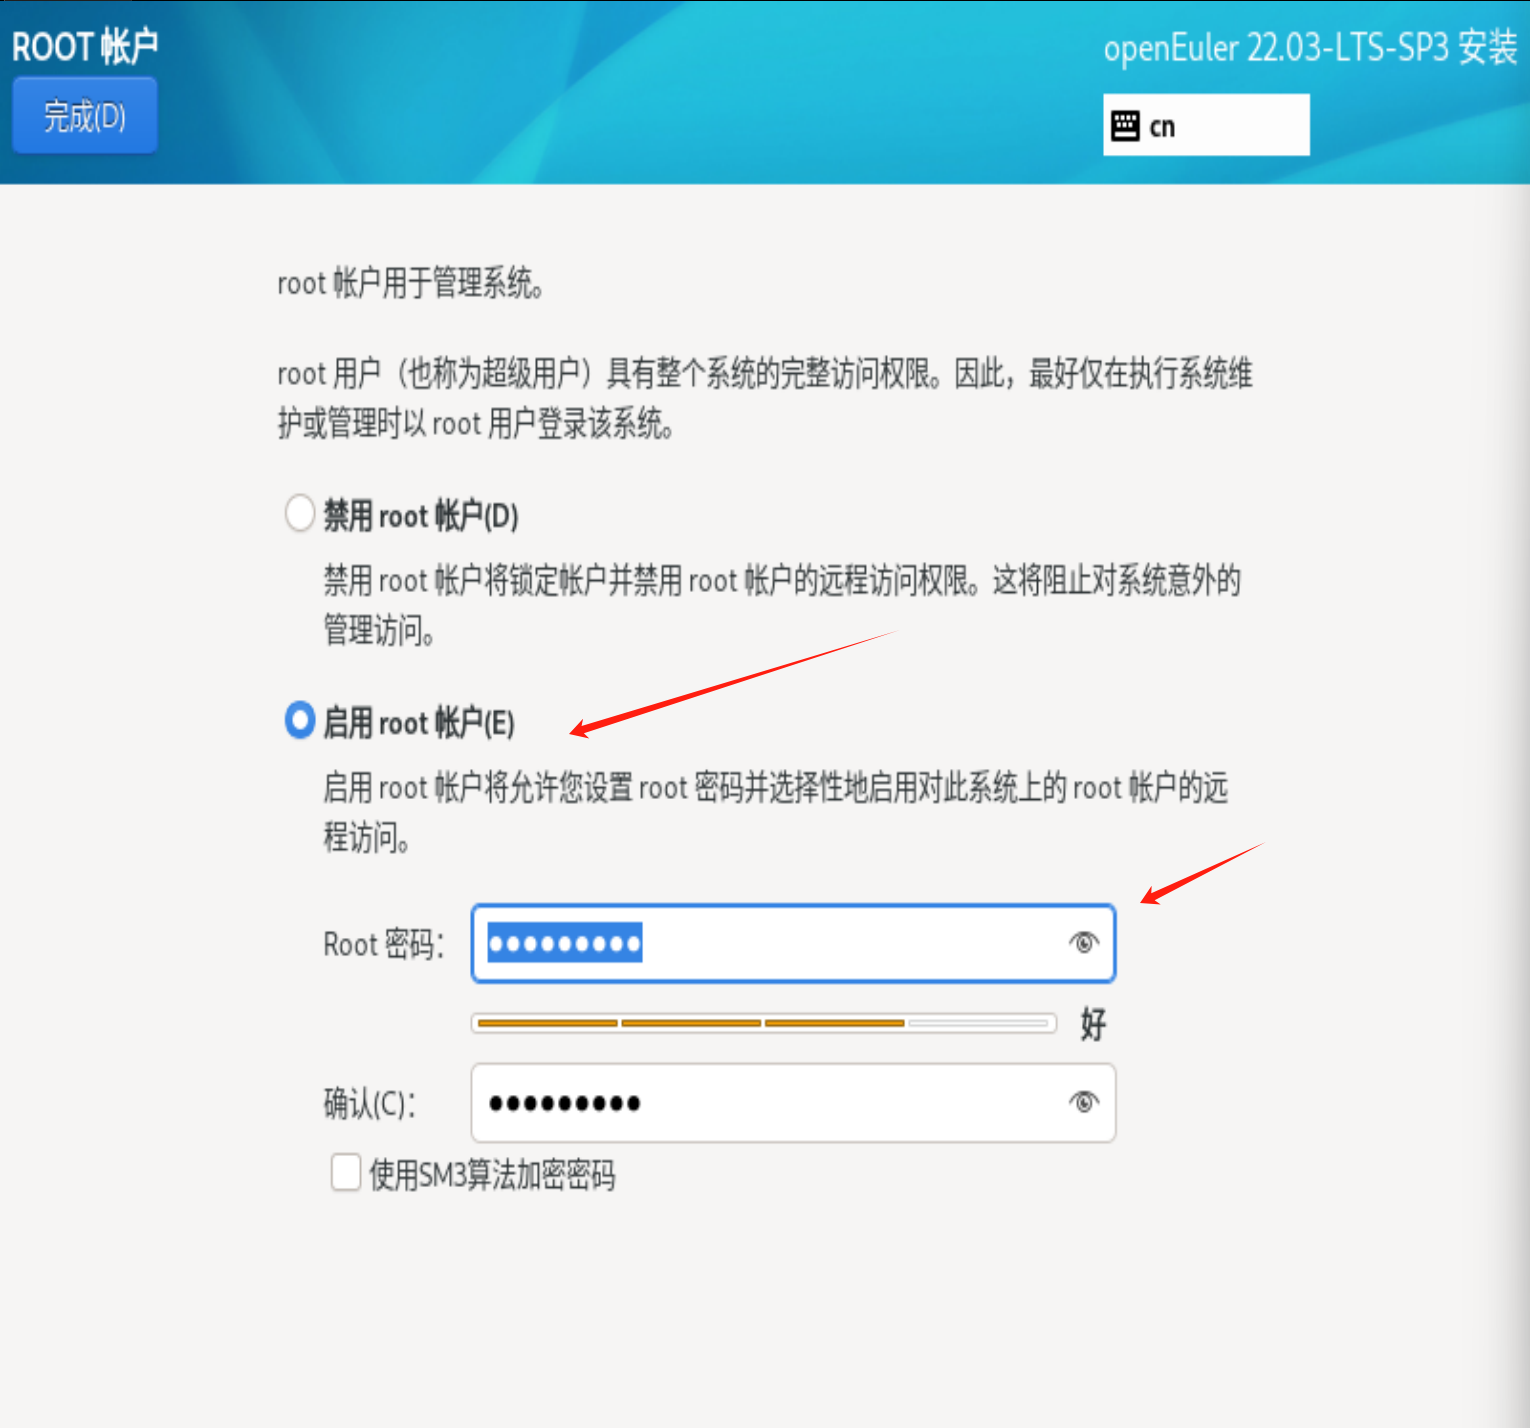 ROOT 帐户
openEuler 22.03-LTS-SP3 安装
完成(D)
cn
root 帐户用于管理系统。
root 用户（也称为超级用户）具有整个系统的完整访问权限。因此，最好仅在执行系统维
护或管理时以 root 用户登录该系统。
禁用 root 帐户(D)
禁用 root 帐户将锁定帐户并禁用 root 帐户的远程访问权限。这将阻止对系统意外的
管理访问。
启用 root 帐户(E)
启用 root 帐户将允许您设置 root 密码并选择性地启用对此系统上的 root 帐户的远
程访问。
Root 密码：
好
确认(C)：
使用SM3算法加密密码